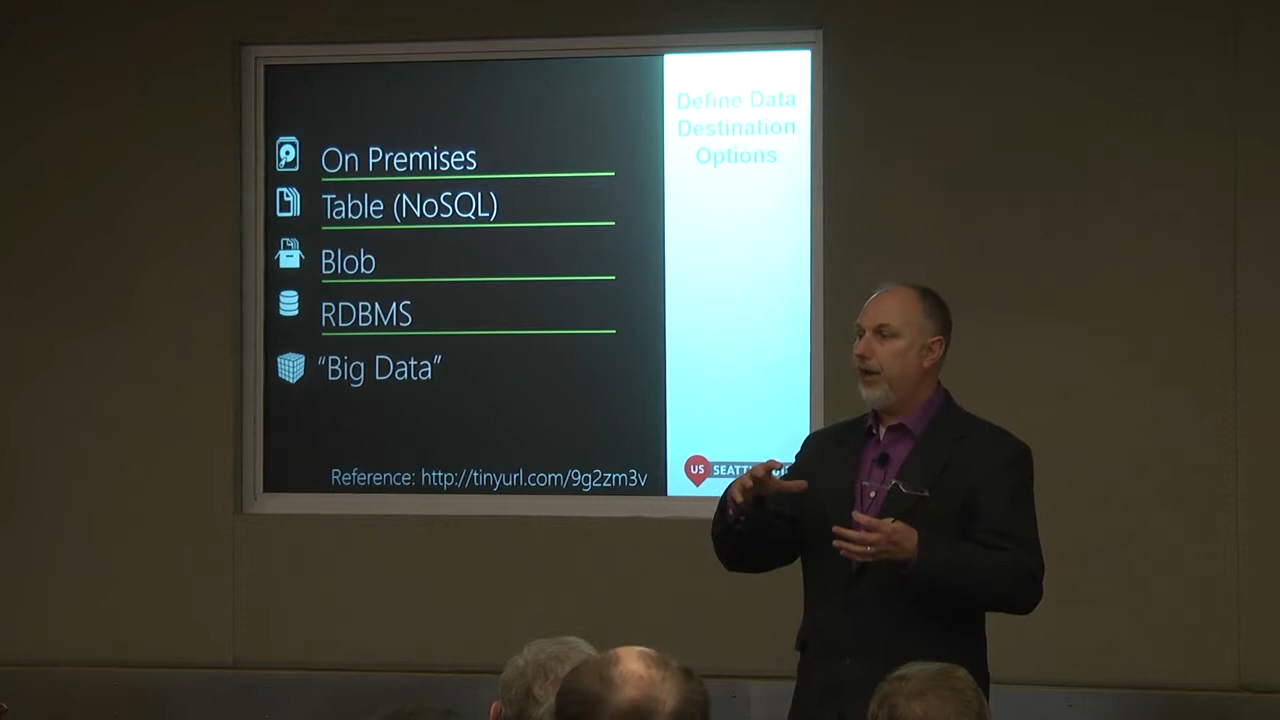 On Premises
Table (NoSQL)
Blob
RDBMS
“Big Data”
Reference: http://tinyurl.com/9g2zm3v
Define Data
Destination
Options
US